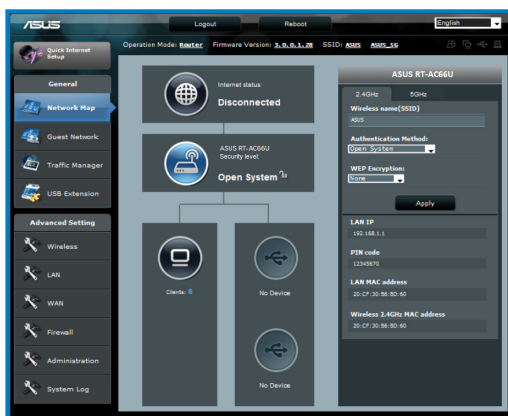 ASUS
Logout
Reboot
English
Quick Internet
Setup
Operation Mode: Router Firmware Version: 3.0.0.1.28 SSID: ASUS ASUS_5G
General
Network Map
Guest Network
Traffic Manager
USB Extension
Advanced Setting
Wireless
LAN
WAN
Firewall
Administration
System Log
Internet status:
Disconnected
ASUS RT-AC66U
Security level:
Open System
Clients: 6
No Device
No Device
ASUS RT-AC66U
2.4GHz 5GHz
Wireless name(SSID)
ASUS
Authentication Method:
Open System
WEP Encryption:
None
Apply
LAN IP
192.168.1.1
PIN code
12345670
LAN MAC address
20:CF:30:B6:BD:60
Wireless 2.4GHz MAC address
20:CF:30:B6:BD:60